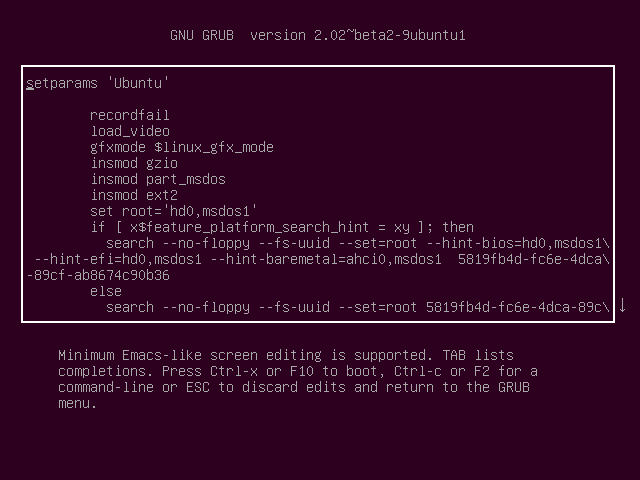 GNU GRUB  version 2.02~beta2-9ubuntu1
setparams 'Ubuntu'
recordfail
load_video
gfxmode $linux_gfx_mode
insmod gzio
insmod part_msdos
insmod ext2
set root='hd0,msdos1'
if [ x$feature_platform_search_hint = xy ]; then
search --no-floppy --fs-uuid --set=root --hint-bios=hd0,msdos1\
--hint-efi=hd0,msdos1 --hint-baremetal=ahci0,msdos1  5819fb4d-fc6e-4dca\
-89cf-ab8674c90b36
else
search --no-floppy --fs-uuid --set=root 5819fb4d-fc6e-4dca-89c\
Minimum Emacs-like screen editing is supported. TAB lists
completions. Press Ctrl-x or F10 to boot, Ctrl-c or F2 for a
command-line or ESC to discard edits and return to the GRUB
menu.